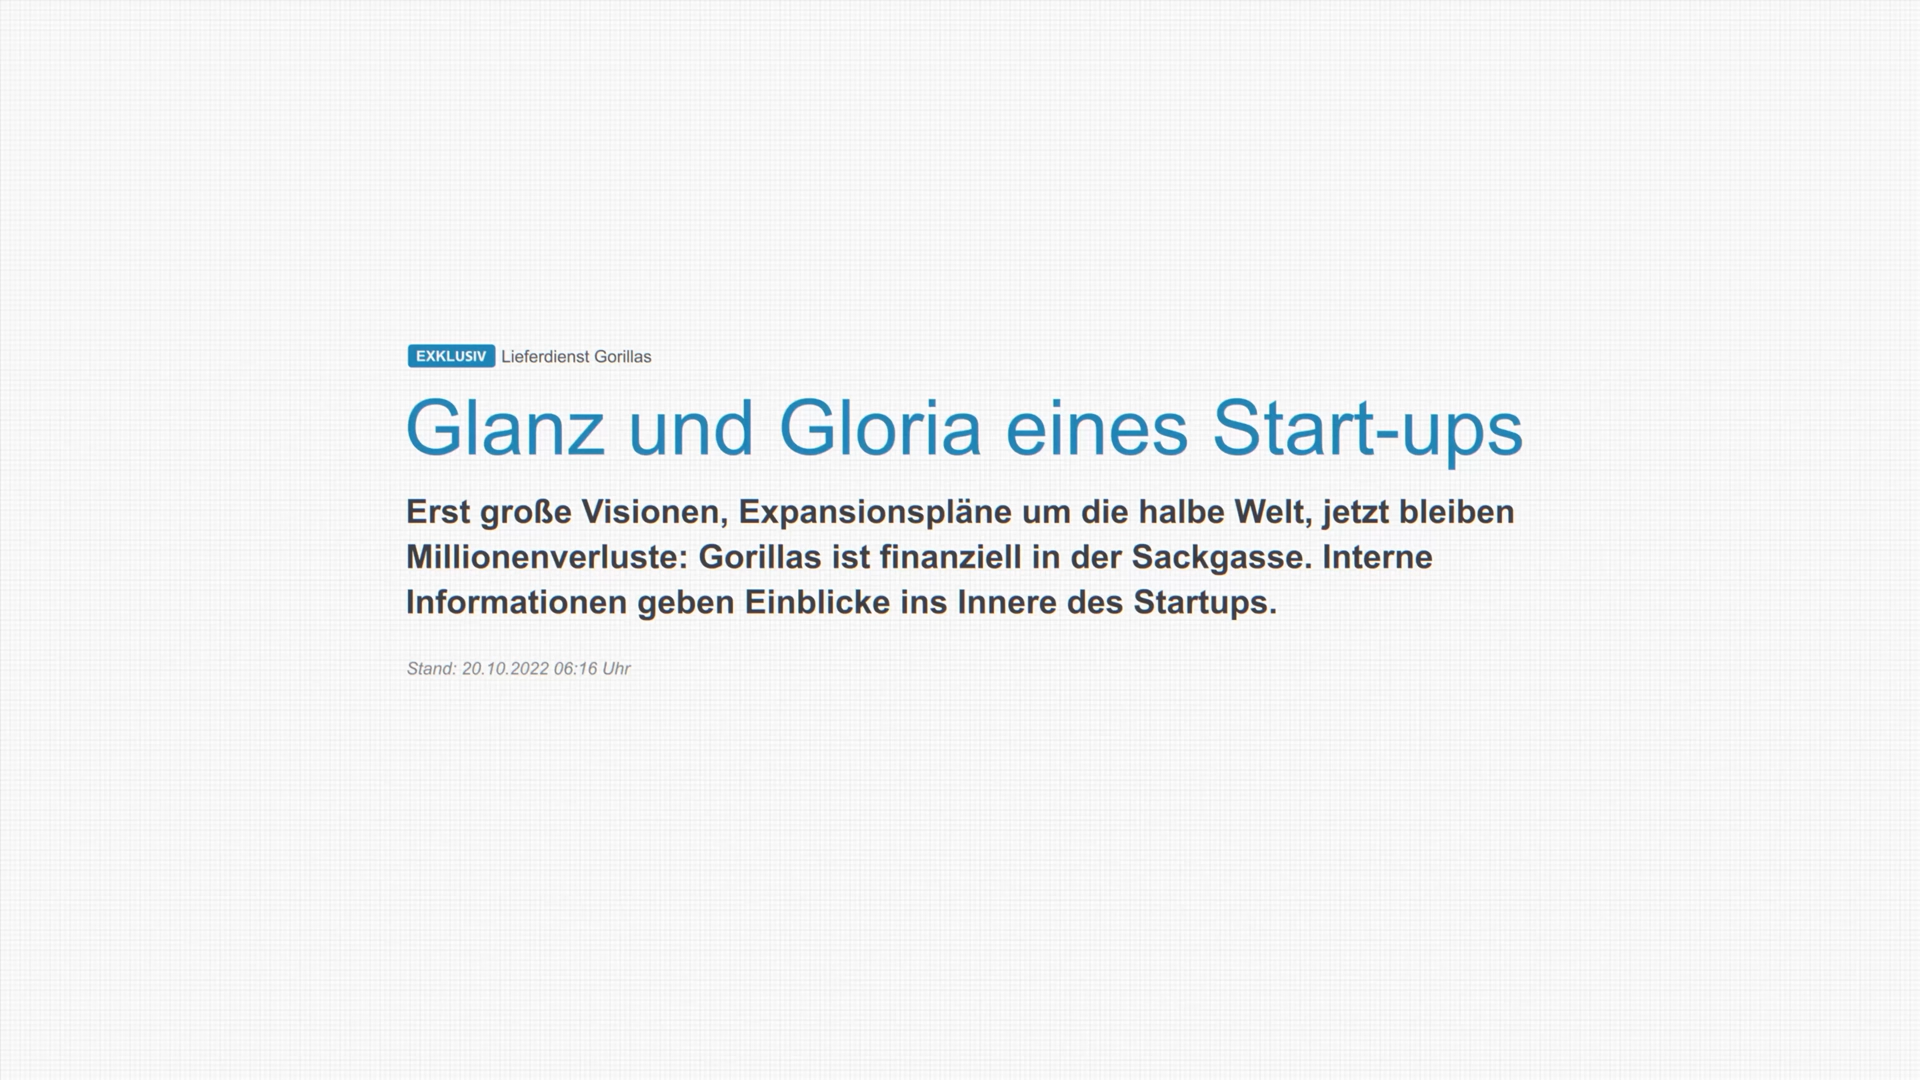 EXKLUSIV Lieferdienst Gorillas
Glanz und Gloria eines Start-ups
Erst große Visionen, Expansionspläne um die halbe Welt, jetzt bleiben
Millionenverluste: Gorillas ist finanziell in der Sackgasse. Interne
Informationen geben Einblicke ins Innere des Startups.
Stand: 20.10.2022 06:16 Uhr